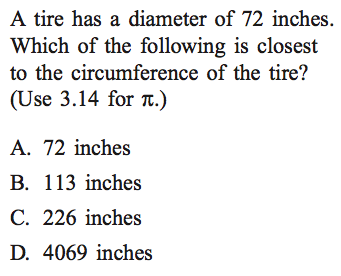 A tire has a diameter of 72 inches.
Which of the following is closest
to the circumference of the tire?
(Use 3.14 for π.)
A. 72 inches
B. 113 inches
C. 226 inches
D. 4069 inches